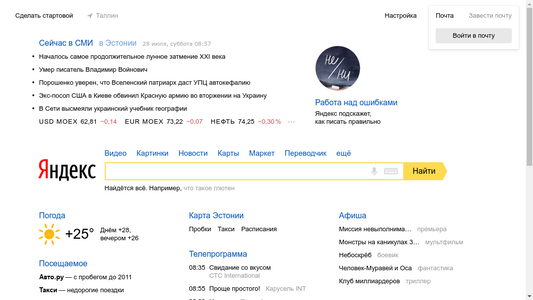 Сделать стартовой
Таллин
Настройка
Почта
Завести почту
Войти в почту
Сейчас в СМИ
в Эстонии
28 июля, суббота 08:57
Началось самое продолжительное лунное затмение XXI века
Умер писатель Владимир Войнович
Порошенко уверен, что Вселенский патриарх даст УПЦ автокефалию
Экс-посол США в Киеве обвинил Красную армию во вторжении на Украину
В Сети высмеяли украинский учебник географии
USD MOEX 62,81 −0,14 EUR MOEX 73,22 −0,07 НЕФТЬ 74,25 −0,30% ···
не/
ни
Работа над ошибками
Яндекс подскажет,
как писать правильно
Видео Картинки Новости Карты Маркет Переводчик ещё
Яндекс
Найти
Найдётся всё. Например, что такое глютен
Погода
+25°
Днём +28,
вечером +26
Посещаемое
Авто.ру — с пробегом до 2011
Такси — недорогие поездки
Карта Эстонии
Пробки Такси Расписания
Телепрограмма
08:35 Свидание со вкусом
CTC International
08:55 Проще простого! Карусель INT
Афиша
Миссия невыполнима... премьера
Монстры на каникулах 3... мультфильм
Небоскрёб боевик
Человек-Муравей и Оса фантастика
Клуб миллиардеров триллер